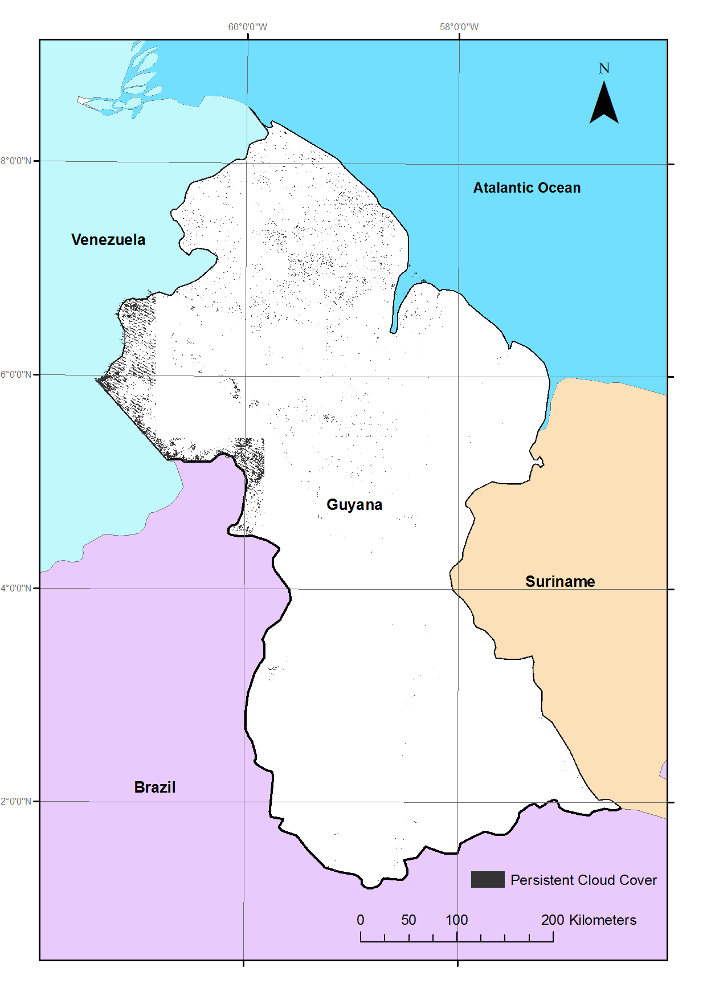 60°0'0"W 58°0'0"W
N
8°0'0"N
Atalantic Ocean
Venezuela
6°0'0"N
Guyana
Suriname
4°0'0"N
Brazil
2°0'0"N
Persistent Cloud Cover
0 50 100 200 Kilometers